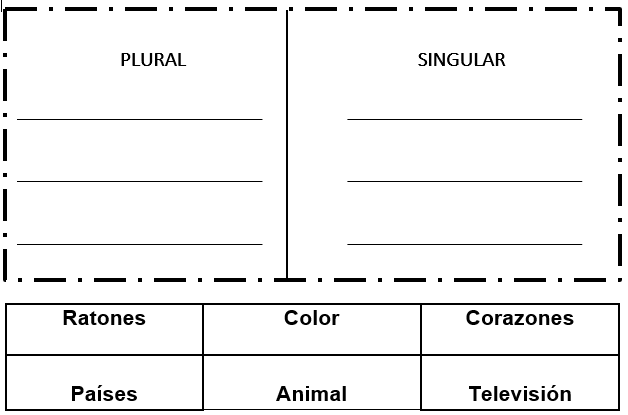 PLURAL SINGULAR
Ratones Color Corazones
Países Animal Televisión